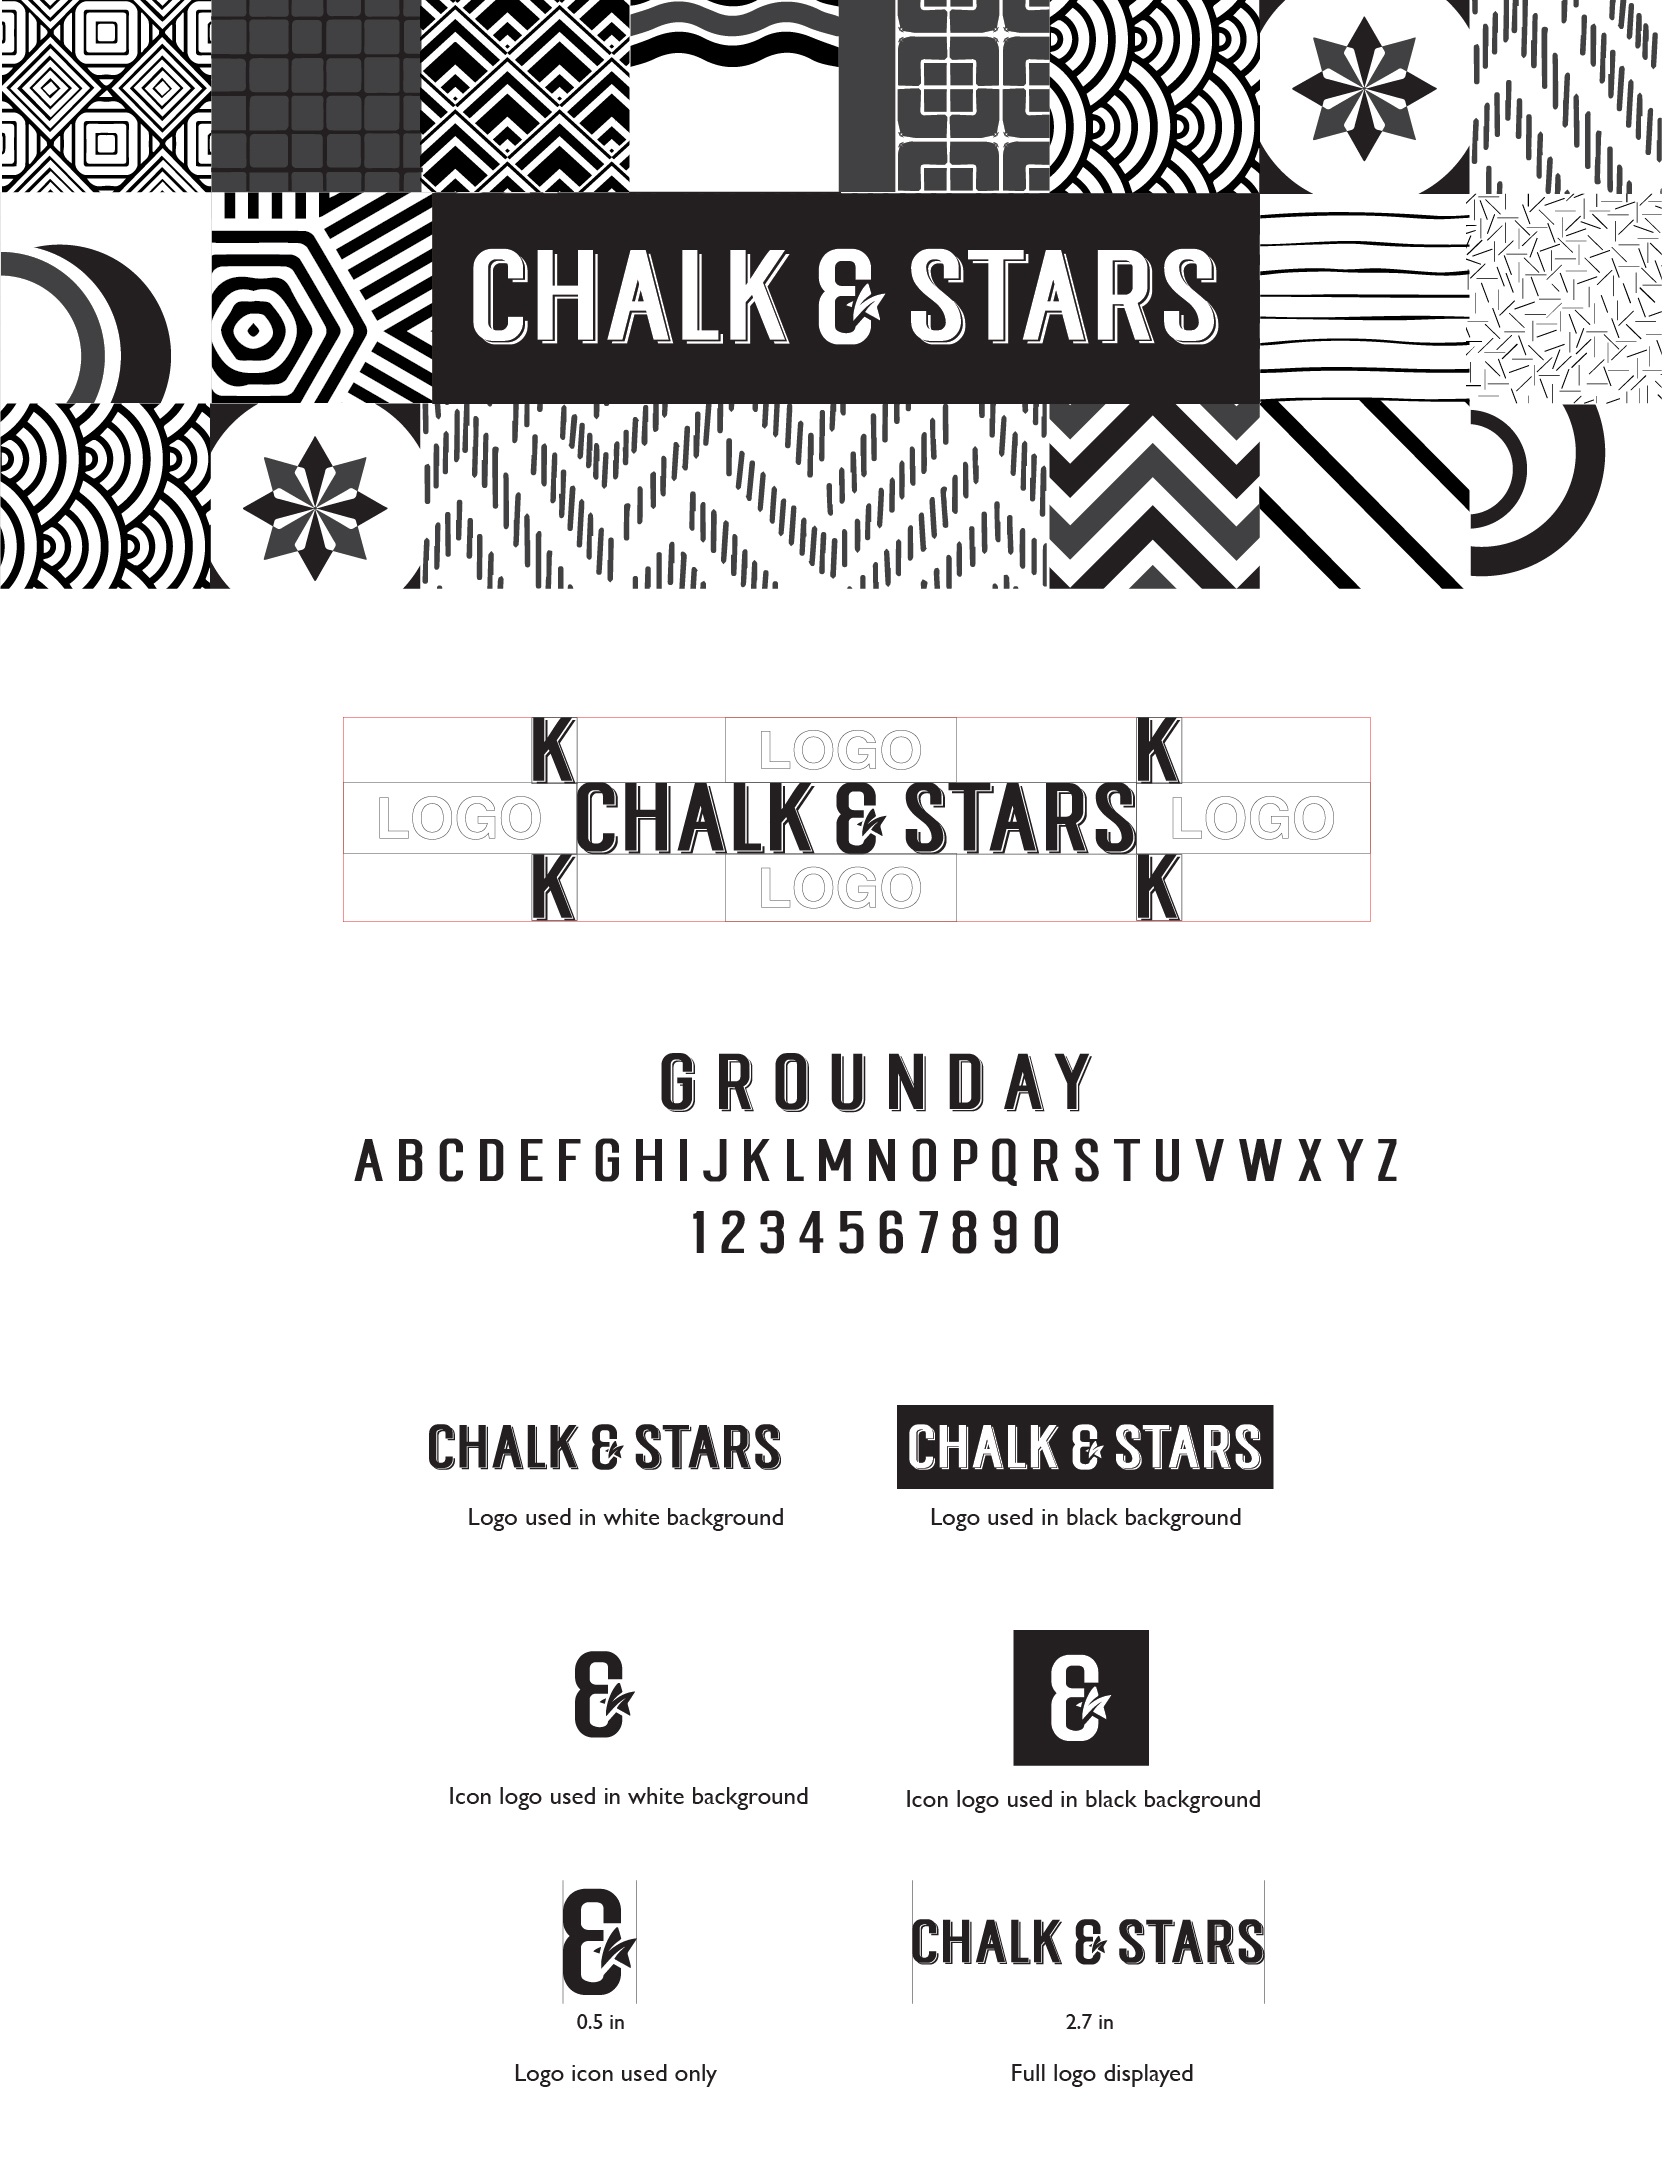 CHALK & STARS
K LOGO K
LOGO CHALK & STARS LOGO
K LOGO K
GROUNDAY
ABCDEFGHIJKLMNOPQRSTUVWXYZ
1234567890
CHALK & STARS
Logo used in white background
CHALK & STARS
Logo used in black background
&
Icon logo used in white background
&
Icon logo used in black background
&
0.5 in
Logo icon used only
CHALK & STARS
2.7 in
Full logo displayed